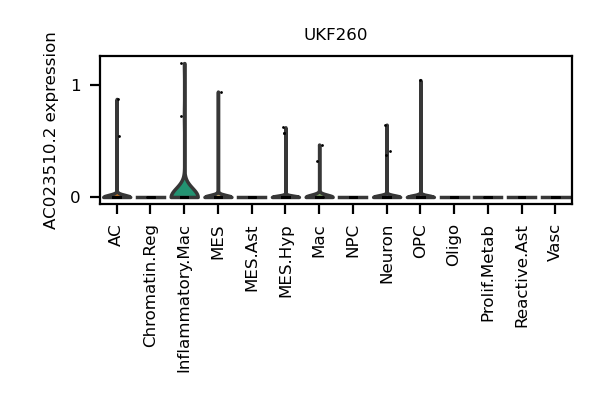 UKF260
AC023510.2 expression
1
0
AC
Chromatin.Reg
Inflammatory.Mac
MES
MES.Ast
MES.Hyp
Mac
NPC
Neuron
OPC
Oligo
Prolif.Metab
Reactive.Ast
Vasc